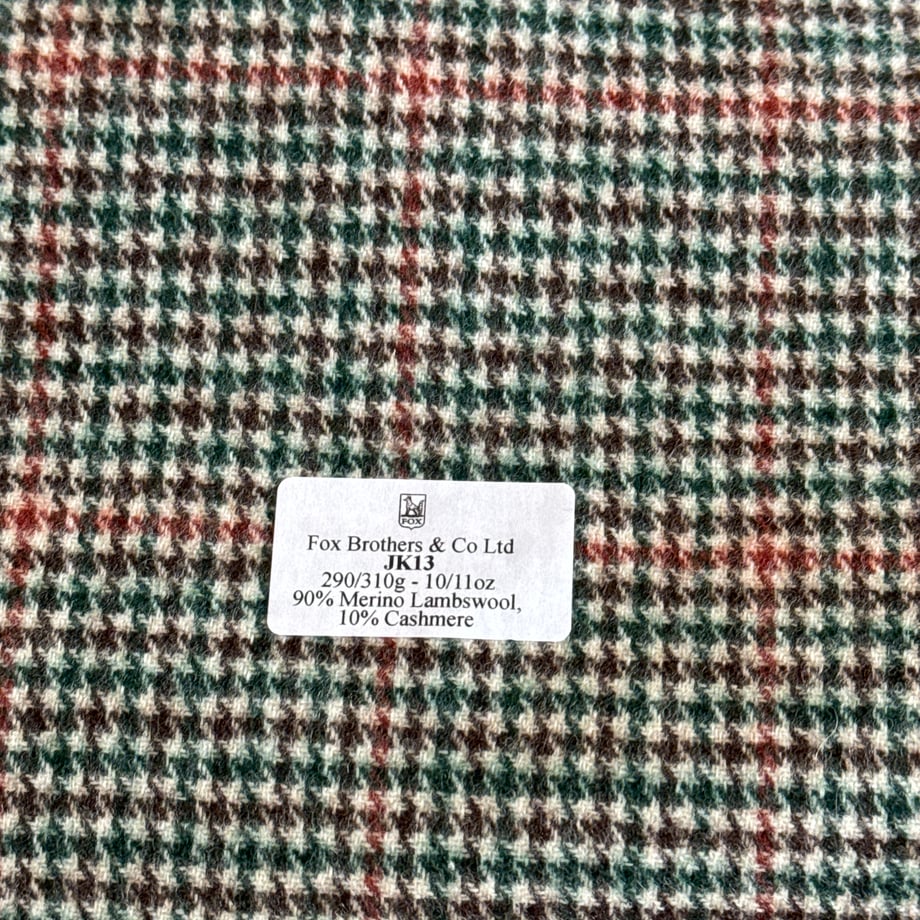 FOX
Fox Brothers & Co Ltd
JK13
290/310g - 10/11oz
90% Merino Lambswool,
10% Cashmere